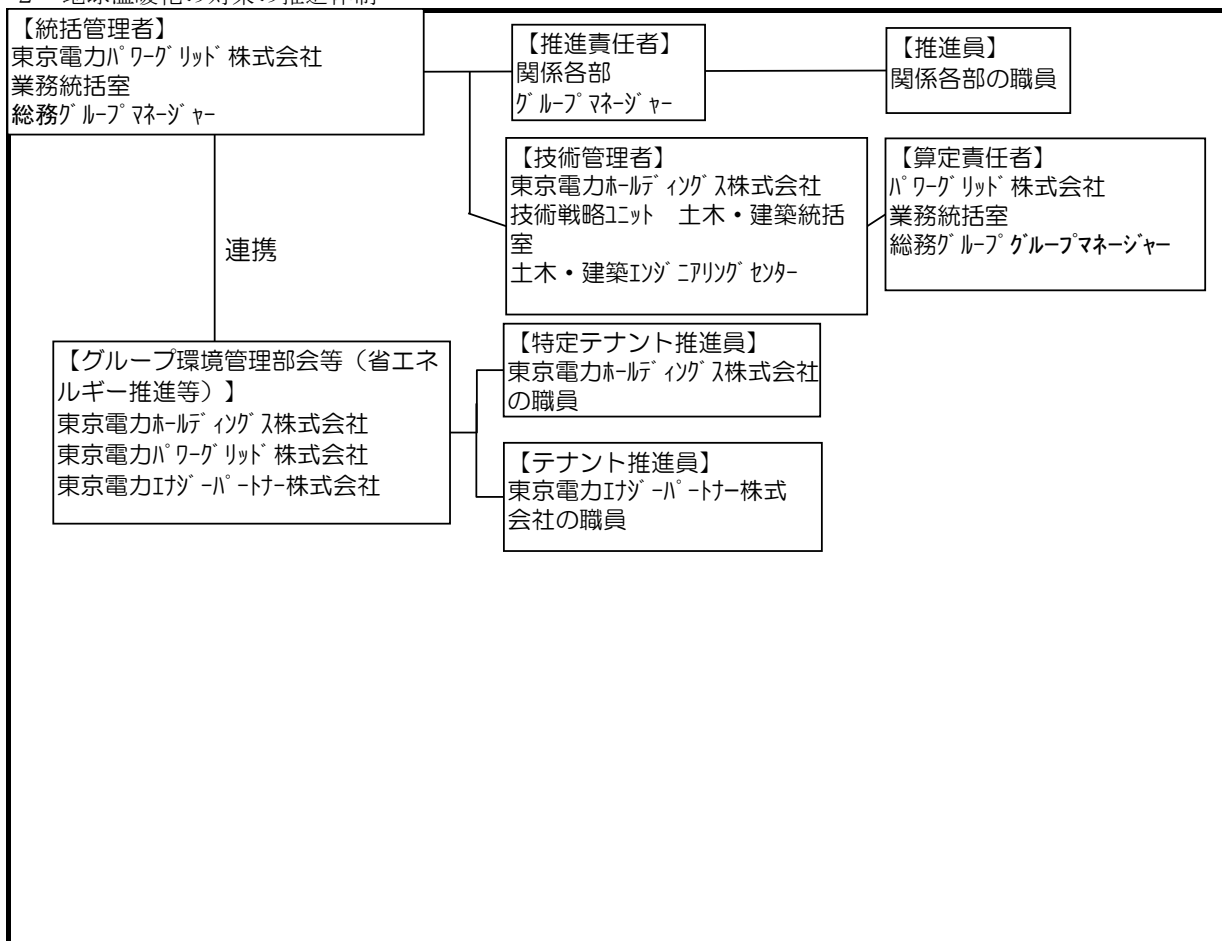 地球温暖化の対策の推進体制
【統括管理者】
東京電力ﾊﾟﾜｰｸﾞﾘｯﾄﾞ株式会社
業務統括室
総務ｸﾞﾙｰﾌﾟﾏﾈｰｼﾞｬｰ
【推進責任者】
関係各部
ｸﾞﾙｰﾌﾟﾏﾈｰｼﾞｬｰ
【推進員】
関係各部の職員
【技術管理者】
東京電力ﾎｰﾙﾃﾞｨﾝｸﾞｽ株式会社
技術戦略ﾕﾆｯﾄ　土木・建築統括
室
土木・建築ｴﾝｼﾞﾆｱﾘﾝｸﾞｾﾝﾀｰ
【算定責任者】
ﾊﾟﾜｰｸﾞﾘｯﾄﾞ株式会社
業務統括室
総務ｸﾞﾙｰﾌﾟｸﾞﾙｰﾌﾟﾏﾈｰｼﾞｬｰ
連携
【グループ環境管理部会等（省エネ
ルギー推進等）】
東京電力ﾎｰﾙﾃﾞｨﾝｸﾞｽ株式会社
東京電力ﾊﾟﾜｰｸﾞﾘｯﾄﾞ株式会社
東京電力ｴﾅｼﾞｰﾊﾟｰﾄﾅｰ株式会社
【特定テナント推進員】
東京電力ﾎｰﾙﾃﾞｨﾝｸﾞｽ株式会社
の職員
【テナント推進員】
東京電力ｴﾅｼﾞｰﾊﾟｰﾄﾅｰ株式
会社の職員